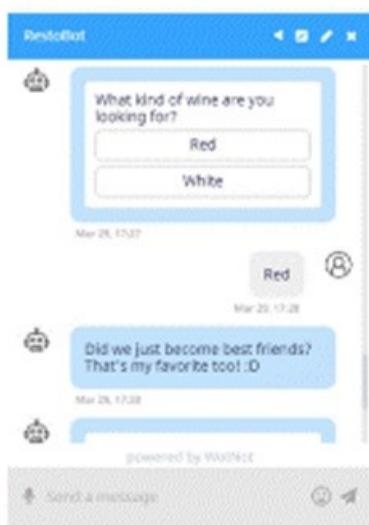 RestoBot
What kind of wine are you
looking for?
Red
White
Mar 29, 17:27
Red
Mar 29, 17:28
Did we just become best friends?
That's my favorite too! :D
Mar 29, 17:28
powered by
Send a message